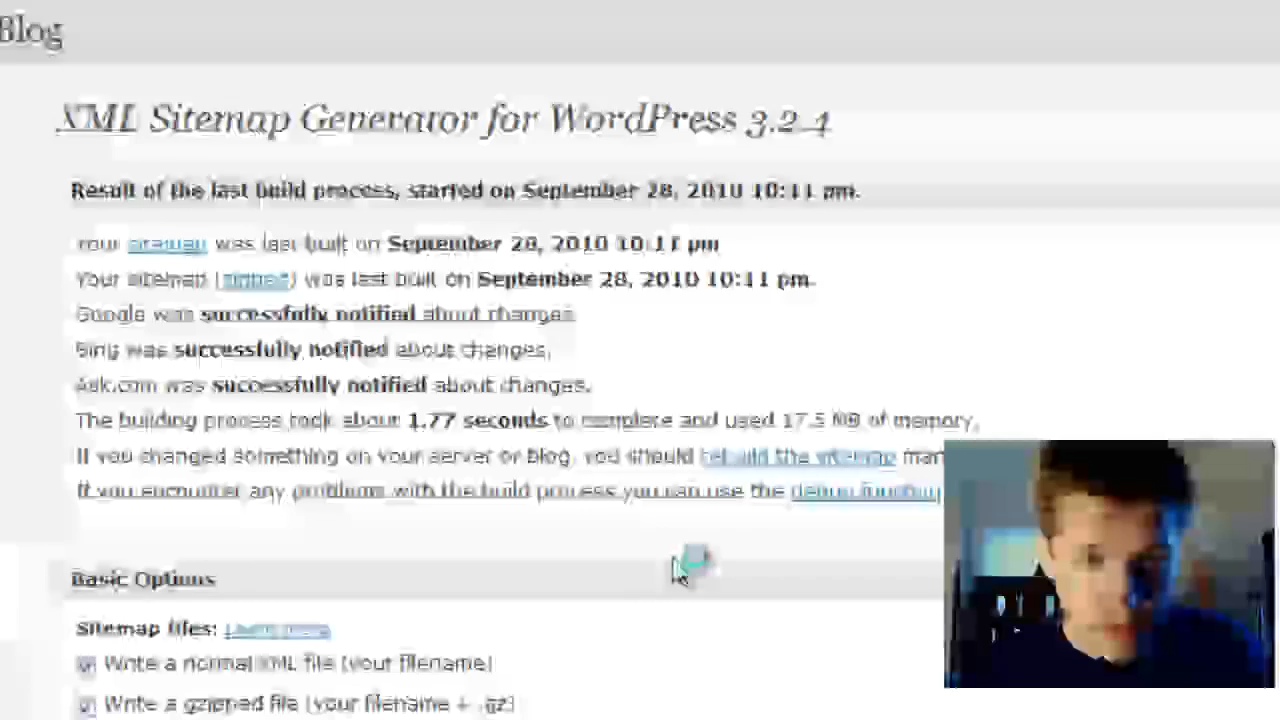 Blog
XML Sitemap Generator for WordPress 3.2.4
Result of the last build process, started on September 28, 2010 10:11 pm.
Your sitemap was last built on September 28, 2010 10:11 pm
Your sitemap (zipped) was last built on September 28, 2010 10:11 pm.
Google was successfully notified about changes.
Bing was successfully notified about changes.
Ask.com was successfully notified about changes.
The building process took about 1.77 seconds to complete and used 17.5 MB of memory.
If you changed something on your server or blog, you should rebuild the sitemap man
If you encounter any problems with the build process you can use the debug function
Basic Options
Sitemap files: Learn more
Write a normal XML file (your filename)
Write a gzipped file (your filename + .gz)